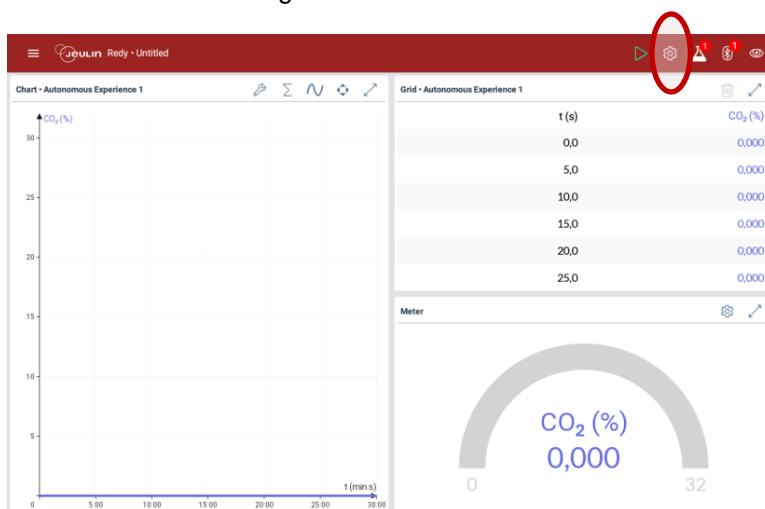 Jeulin Redy • Untitled
1
1
Chart • Autonomous Experience 1
CO₂ (%)
30
25
20
15
10
5
0
5:00
10:00
15:00
20:00
25:00
30:00
t (min:s)
Grid • Autonomous Experience 1
t (s) CO₂ (%)
0,0 0,000
5,0 0,000
10,0 0,000
15,0 0,000
20,0 0,000
25,0 0,000
Meter
CO₂ (%)
0,000
0 32